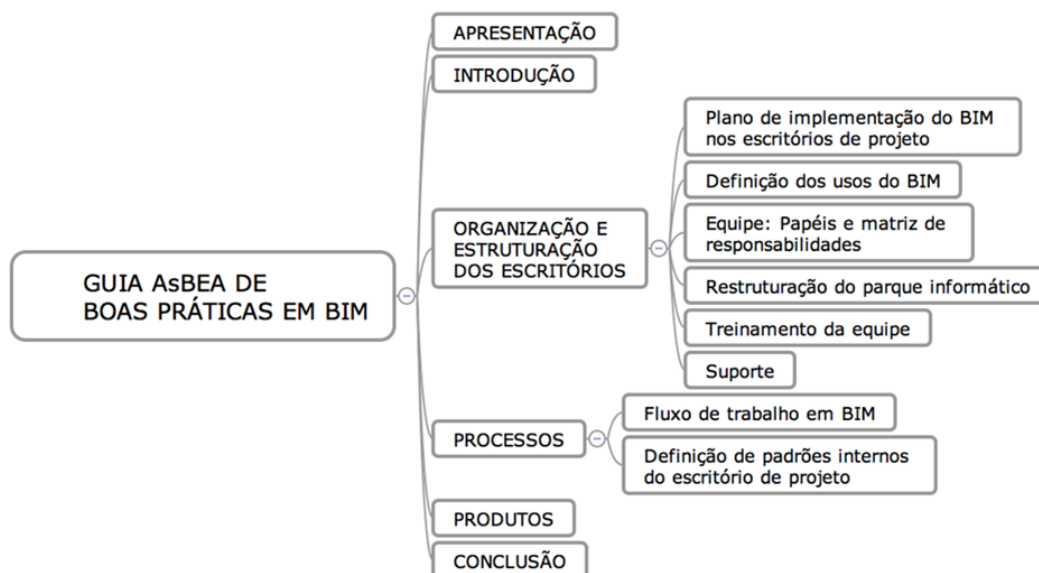 GUIA AsBEA DE
BOAS PRÁTICAS EM BIM
APRESENTAÇÃO
INTRODUÇÃO
ORGANIZAÇÃO E
ESTRUTURAÇÃO
DOS ESCRITÓRIOS
Plano de implementação do BIM
nos escritórios de projeto
Definição dos usos do BIM
Equipe: Papéis e matriz de
responsabilidades
Restruturação do parque informático
Treinamento da equipe
Suporte
PROCESSOS
Fluxo de trabalho em BIM
Definição de padrões internos
do escritório de projeto
PRODUTOS
CONCLUSÃO